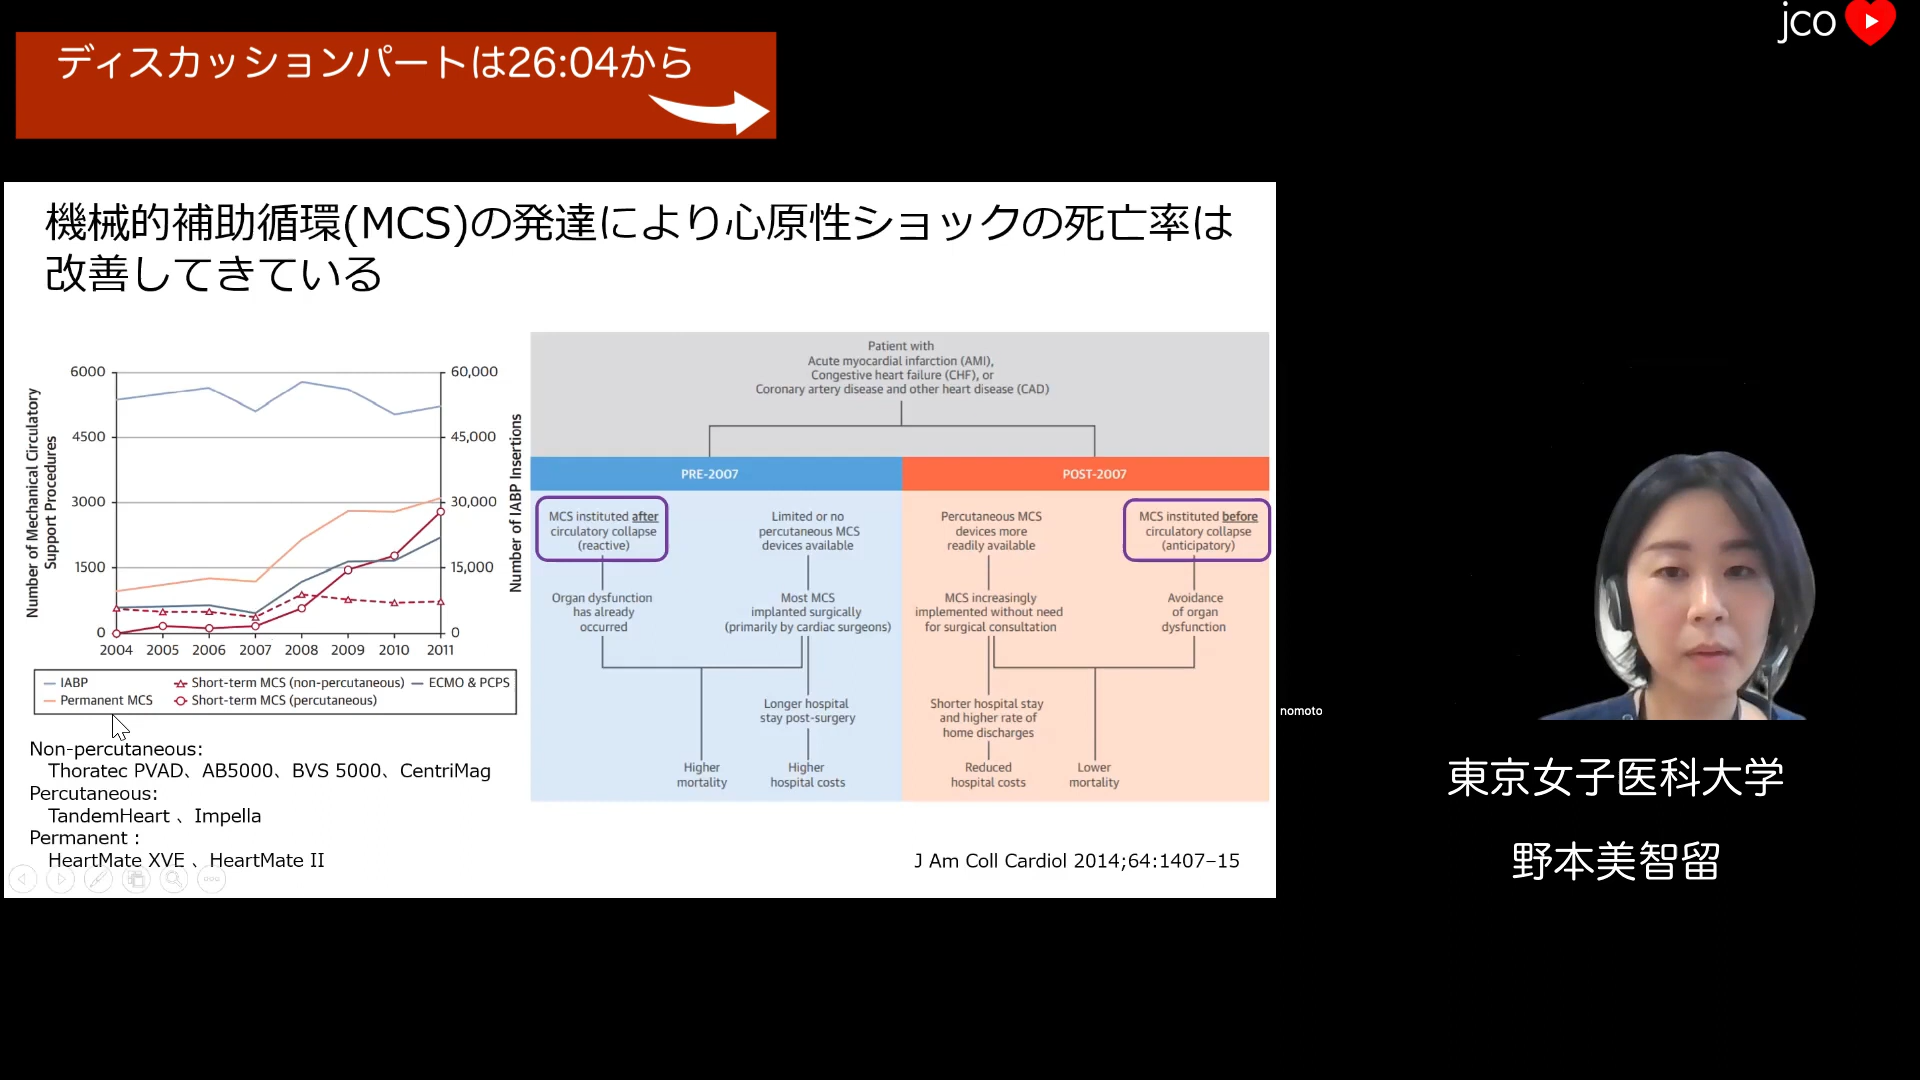 jco
ディスカッションパートは26:04から
機械的補助循環(MCS)の発達により心原性ショックの死亡率は
改善してきている
Number of Mechanical Circulatory
Support Procedures
6000
4500
3000
1500
0
60,000
45,000
30,000
15,000
0
Number of IABP Insertions
2004 2005 2006 2007 2008 2009 2010 2011
IABP Short-term MCS (non-percutaneous) ECMO & PCPS
Permanent MCS Short-term MCS (percutaneous)
Non-percutaneous:
Thoratec PVAD、AB5000、BVS 5000、CentriMag
Percutaneous:
TandemHeart 、Impella
Permanent :
HeartMate XVE 、HeartMate II
Patient with
Acute myocardial infarction (AMI),
Congestive heart failure (CHF), or
Coronary artery disease and other heart disease (CAD)
PRE-2007
MCS instituted after
circulatory collapse
(reactive)
Limited or no
percutaneous MCS
devices available
Organ dysfunction
has already
occurred
Most MCS
implanted surgically
(primarily by cardiac surgeons)
Longer hospital
stay post-surgery
Higher
mortality
Higher
hospital costs
POST-2007
Percutaneous MCS
devices more
readily available
MCS instituted before
circulatory collapse
(anticipatory)
MCS increasingly
implemented without need
for surgical consultation
Avoidance
of organ
dysfunction
Shorter hospital stay
and higher rate of
home discharges
Reduced
hospital costs
Lower
mortality
J Am Coll Cardiol 2014;64:1407–15
nomoto
東京女子医科大学
野本美智留